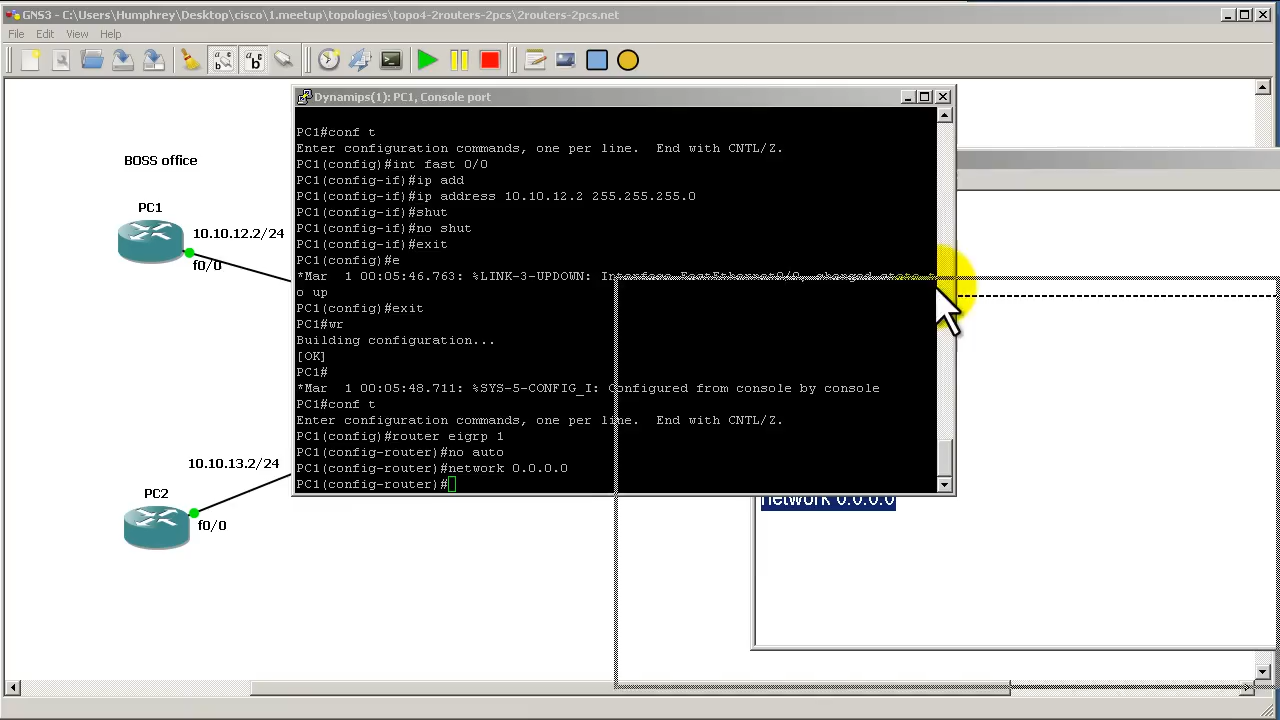 GNS3 - C:\Users\Humphrey\Desktop\cisco\1.meetup\topologies\topo4-2routers-2pcs\2routers-2pcs.net
File Edit View Help
Dynamips(1): PC1, Console port
PC1#conf t
Enter configuration commands, one per line.  End with CNTL/Z.
PC1(config)#int fast 0/0
PC1(config-if)#ip add
PC1(config-if)#ip address 10.10.12.2 255.255.255.0
PC1(config-if)#shut
PC1(config-if)#no shut
PC1(config-if)#exit
PC1(config)#e
*Mar  1 00:05:46.763: %LINK-3-UPDOWN: Interface FastEthernet0/0, changed state t
o up
PC1(config)#exit
PC1#wr
Building configuration...
[OK]
PC1#
*Mar  1 00:05:48.711: %SYS-5-CONFIG_I: Configured from console by console
PC1#conf t
Enter configuration commands, one per line.  End with CNTL/Z.
PC1(config)#router eigrp 1
PC1(config-router)#no auto
PC1(config-router)#network 0.0.0.0
PC1(config-router)#
BOSS office
PC1
10.10.12.2/24
f0/0
10.10.13.2/24
PC2
f0/0
network 0.0.0.0